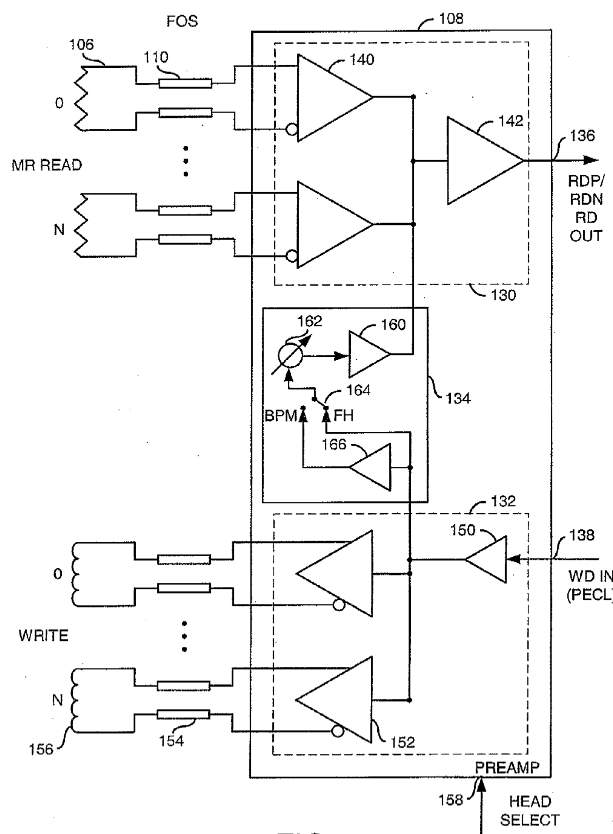 FOS
108
106
110
140
0
142
136
MR READ
RDP/
RDN
RD
OUT
N
130
162
160
164
134
BPM
FH
166
132
150
138
0
WD IN
(PECL)
WRITE
N
152
156
154
PREAMP
158
HEAD
SELECT